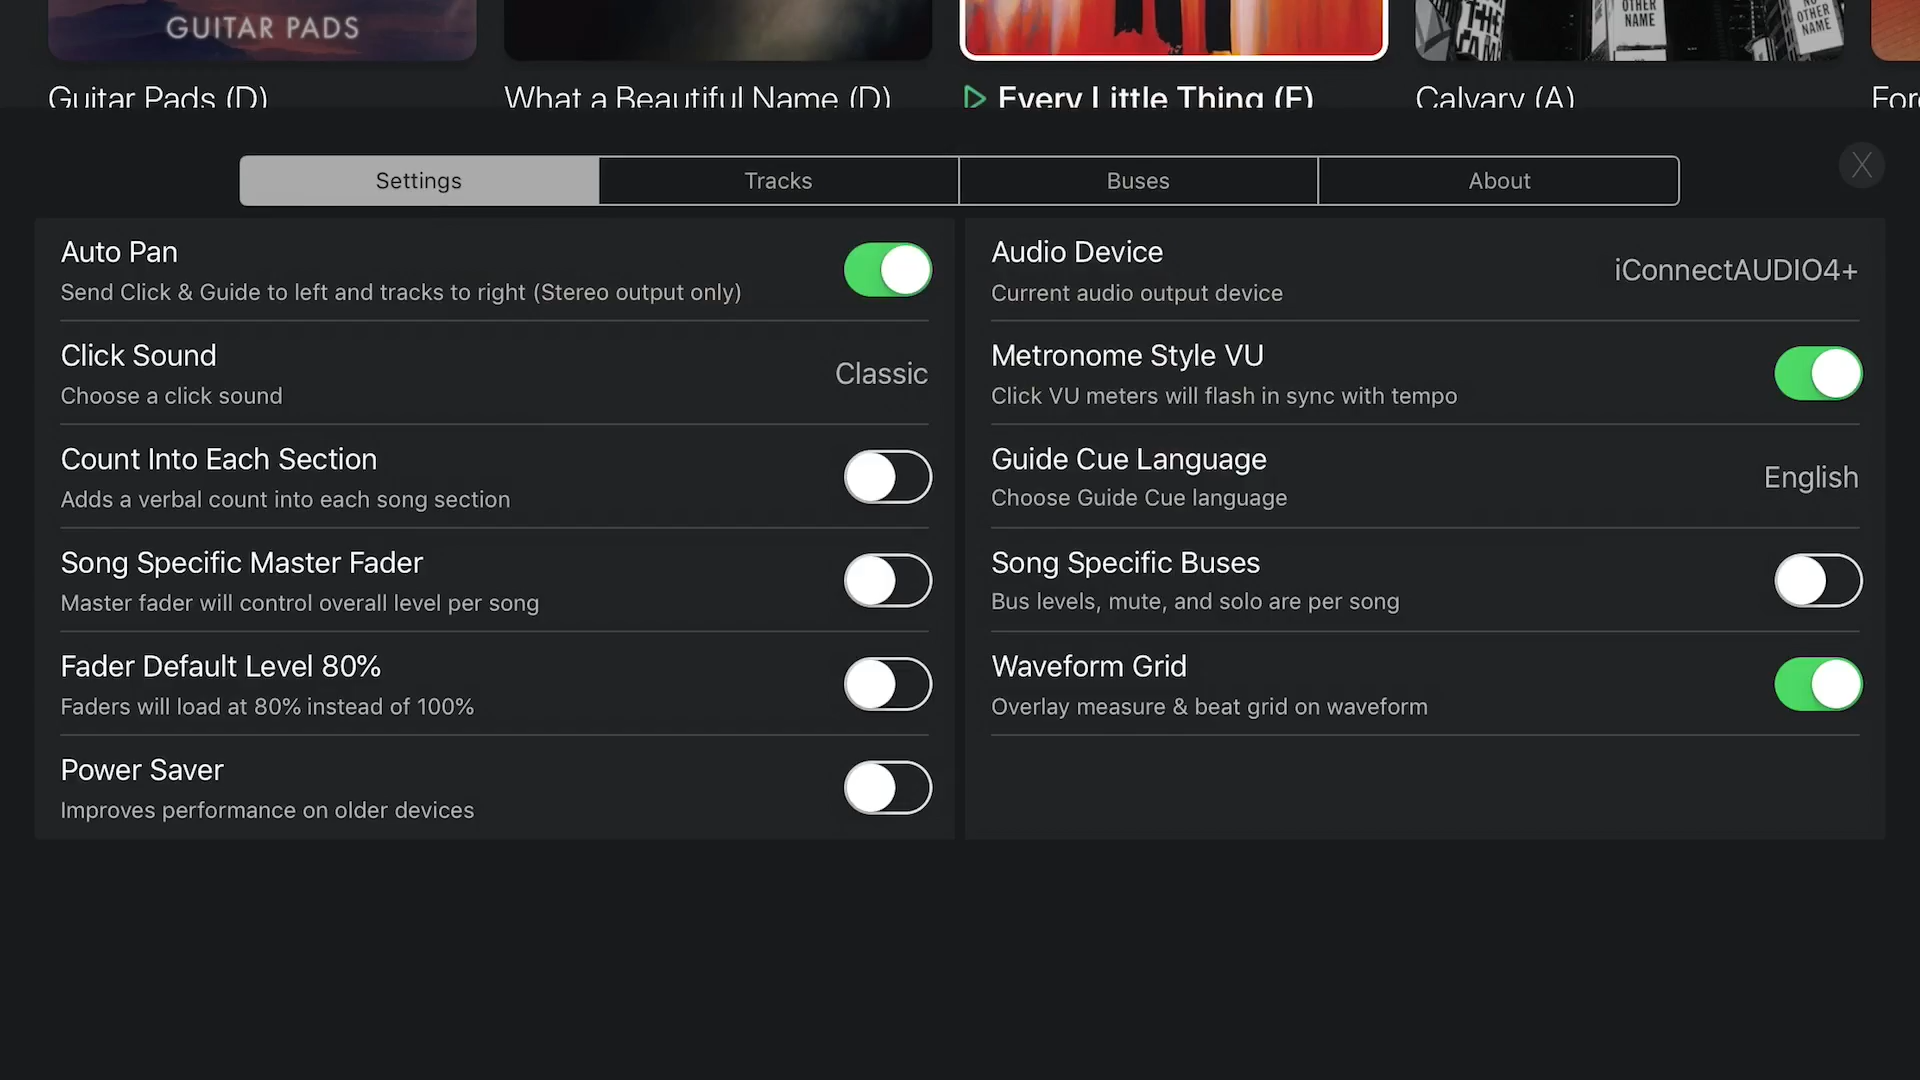 GUITAR PADS
OTHER
NAME
OTHER
NAME
Guitar Pads (D)
What a Beautiful Name (D)
Every Little Thing (F)
Calvary (A)
Settings
Tracks
Buses
About
X
Auto Pan
Send Click & Guide to left and tracks to right (Stereo output only)
Click Sound
Choose a click sound
Classic
Count Into Each Section
Adds a verbal count into each song section
Song Specific Master Fader
Master fader will control overall level per song
Fader Default Level 80%
Faders will load at 80% instead of 100%
Power Saver
Improves performance on older devices
Audio Device
Current audio output device
iConnectAUDIO4+
Metronome Style VU
Click VU meters will flash in sync with tempo
Guide Cue Language
Choose Guide Cue language
English
Song Specific Buses
Bus levels, mute, and solo are per song
Waveform Grid
Overlay measure & beat grid on waveform